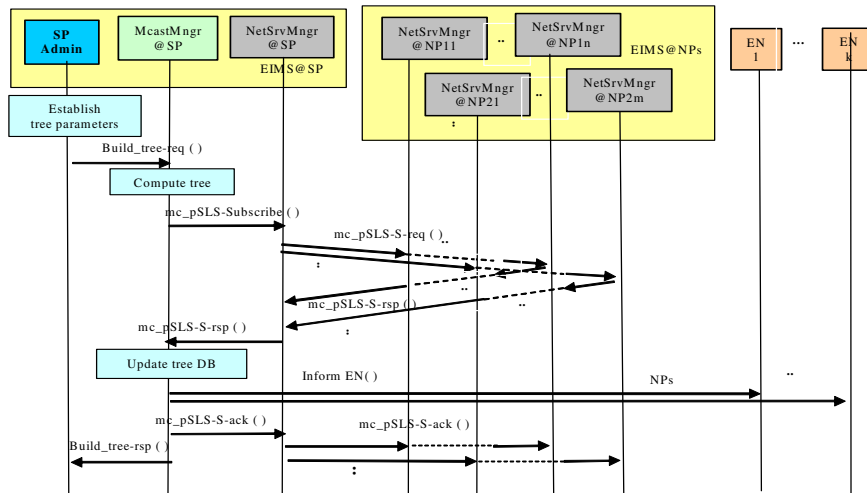 SP
Admin
McastMngr
@SP
NetSrvMngr
@SP
EIMS@SP
NetSrvMngr
@NP11
..
NetSrvMngr
@NP1n
EIMS@NPs
NetSrvMngr
@NP21
..
NetSrvMngr
@NP2m
:
EN
1
...
EN
k
Establish
tree parameters
Build_tree-req ( )
Compute tree
mc_pSLS-Subscribe ( )
mc_pSLS-S-req ( )
..
:
..
mc_pSLS-S-rsp( )
..
:
mc_pSLS-S-rsp ( )
Update tree DB
Inform EN( )
NPs
..
mc_pSLS-S-ack ( )
mc_pSLS-S-ack ( )
Build_tree-rsp ( )
..
: